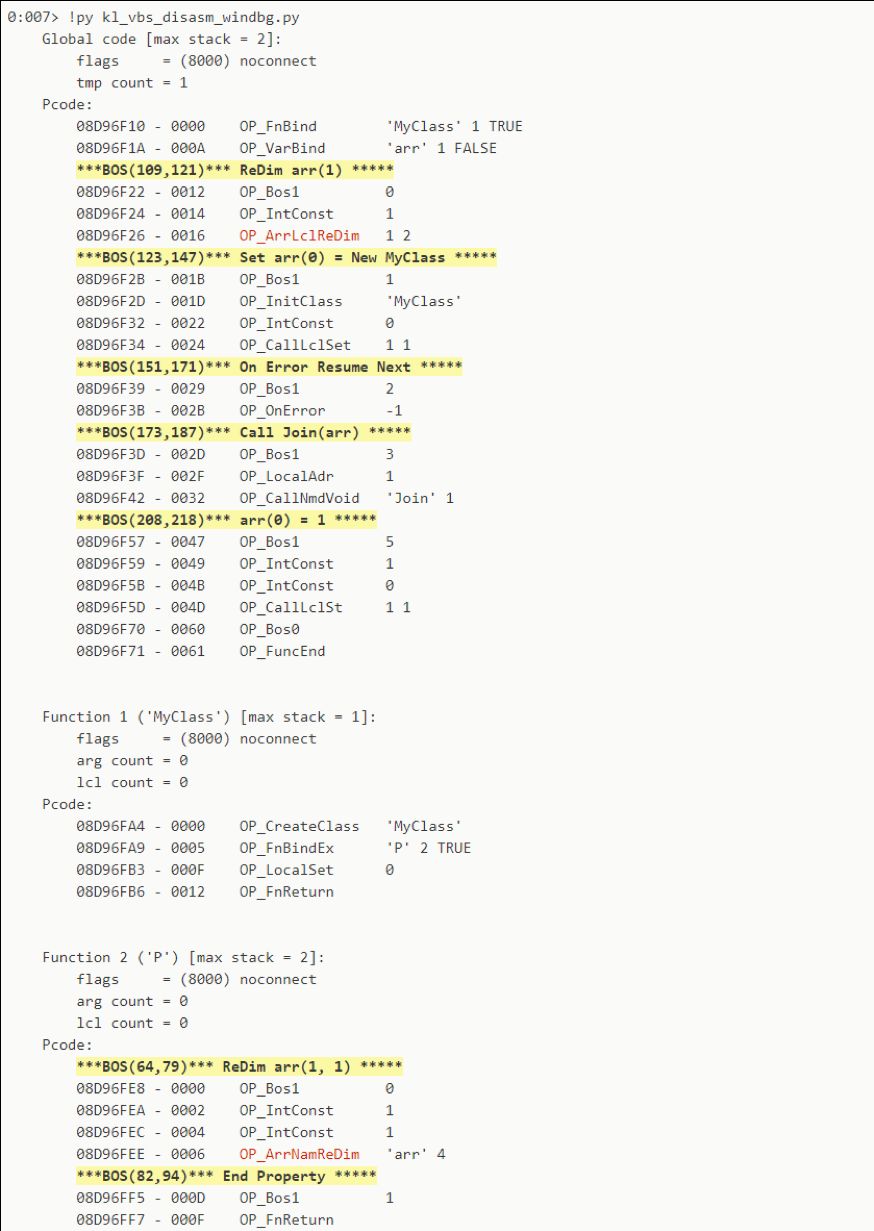 0:007> !py kl_vbs_disasm_windbg.py
Global code [max stack = 2]:
flags = (8000) noconnect
tmp count = 1
Pcode:
08D96F10 - 0000 OP_FnBind 'MyClass' 1 TRUE
08D96F1A - 000A OP_VarBind 'arr' 1 FALSE
***BOS(109,121)*** ReDim arr(1) *****
08D96F22 - 0012 OP_Bos1 0
08D96F24 - 0014 OP_IntConst 1
08D96F26 - 0016 OP_ArrLclReDim 1 2
***BOS(123,147)*** Set arr(0) = New MyClass *****
08D96F2B - 001B OP_Bos1 1
08D96F2D - 001D OP_InitClass 'MyClass'
08D96F32 - 0022 OP_IntConst 0
08D96F34 - 0024 OP_CallLclSet 1 1
***BOS(151,171)*** On Error Resume Next *****
08D96F39 - 0029 OP_Bos1 2
08D96F3B - 002B OP_OnError -1
***BOS(173,187)*** Call Join(arr) *****
08D96F3D - 002D OP_Bos1 3
08D96F3F - 002F OP_LocalAdr 1
08D96F42 - 0032 OP_CallNmdVoid 'Join' 1
***BOS(208,218)*** arr(0) = 1 *****
08D96F57 - 0047 OP_Bos1 5
08D96F59 - 0049 OP_IntConst 1
08D96F5B - 004B OP_IntConst 0
08D96F5D - 004D OP_CallLclSt 1 1
08D96F70 - 0060 OP_Bos0
08D96F71 - 0061 OP_FuncEnd
Function 1 ('MyClass') [max stack = 1]:
flags = (8000) noconnect
arg count = 0
lcl count = 0
Pcode:
08D96FA4 - 0000 OP_CreateClass 'MyClass'
08D96FA9 - 0005 OP_FnBindEx 'P' 2 TRUE
08D96FB3 - 000F OP_LocalSet 0
08D96FB6 - 0012 OP_FnReturn
Function 2 ('P') [max stack = 2]:
flags = (8000) noconnect
arg count = 0
lcl count = 0
Pcode:
***BOS(64,79)*** ReDim arr(1, 1) *****
08D96FE8 - 0000 OP_Bos1 0
08D96FEA - 0002 OP_IntConst 1
08D96FEC - 0004 OP_IntConst 1
08D96FEE - 0006 OP_ArrNamReDim 'arr' 4
***BOS(82,94)*** End Property *****
08D96FF5 - 000D OP_Bos1 1
08D96FF7 - 000F OP_FnReturn